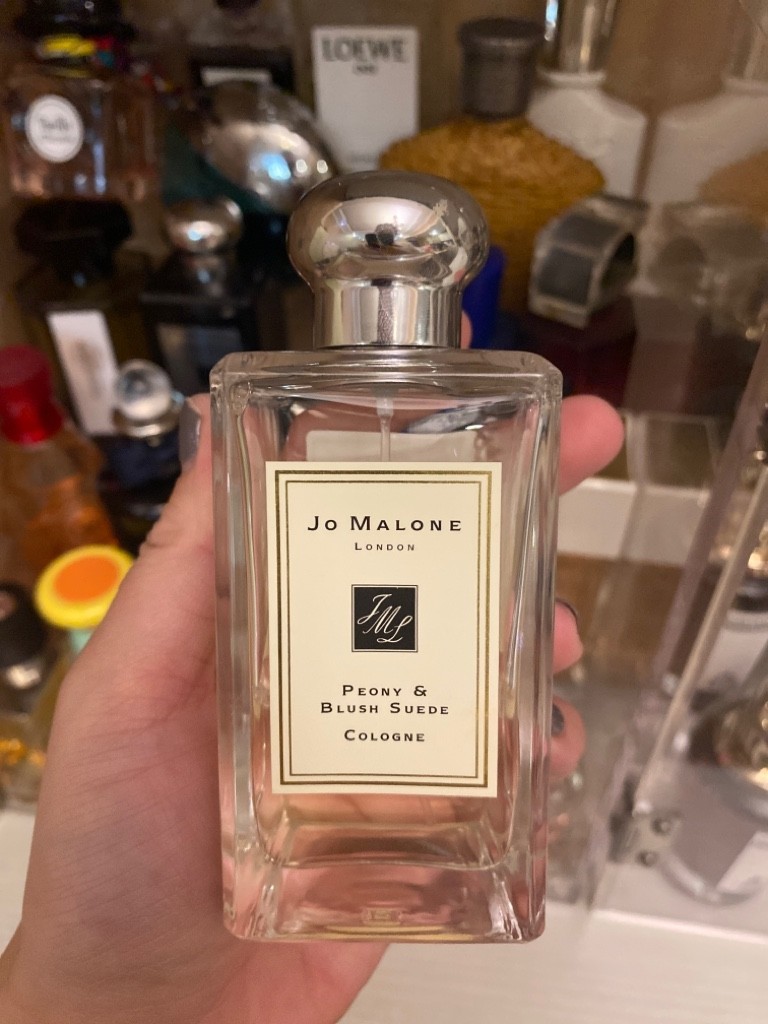 LOEWE
Jo Malone
London
JML
Peony &
Blush Suede
Cologne